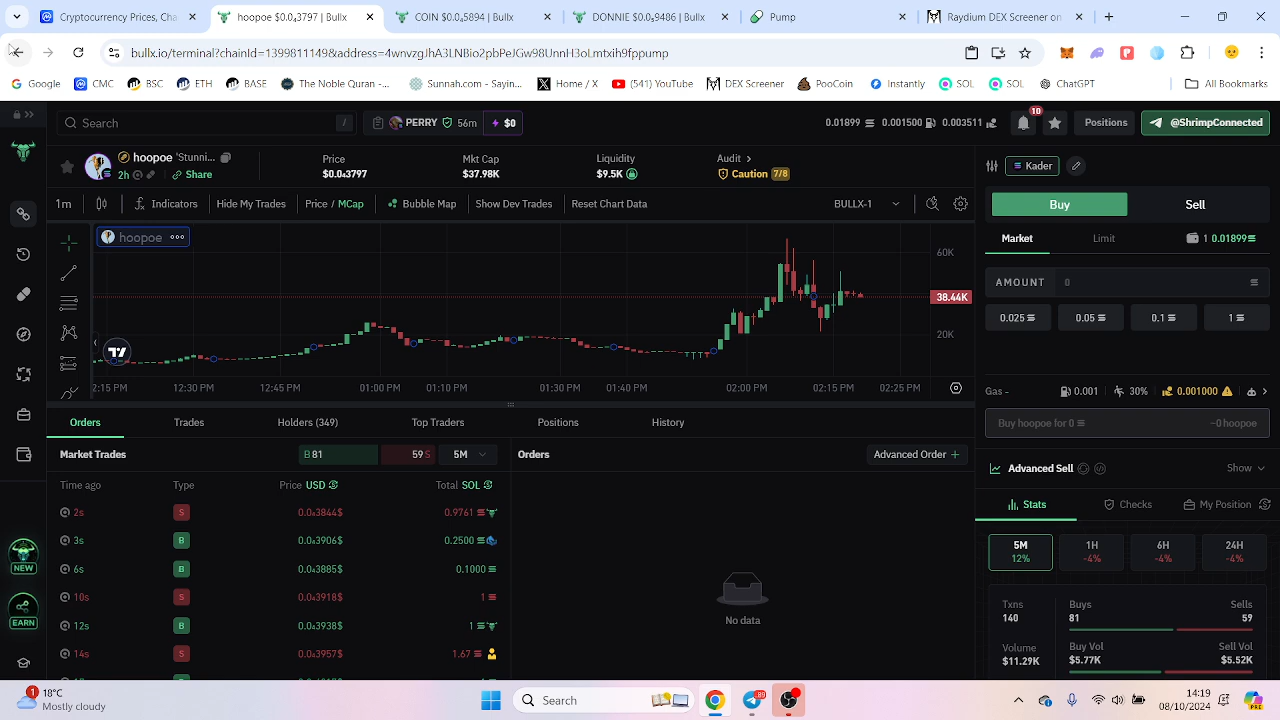 Cryptocurrency Prices, Cha
hoopoe $0.0₄3797 | Bullx
COIN $0.0₄5856 | Bullx
DONNIE $0.0₄9486 | Bullx
Pump
Raydium DEX Screener on
bullx.io/terminal?chainId=1399811149&address=4wnvzqJhA3LNBio2pbPeJGw98UnnH3oLmtxih9fppump
Google
CMC
BSC
ETH
BASE
The Noble Quran -...
Sunnah.com - Sayin...
Home / X
(541) YouTube
DEX Screener
PooCoin
Instantly
SOL
SOL
ChatGPT
All Bookmarks
Search
/
PERRY
56m
$0
0.01899
0.001500
0.003511
10
Positions
@ShrimpConnected
hoopoe 'Stunni...
2h
Share
Price
$0.0₄3797
Mkt Cap
$37.98K
Liquidity
$9.5K
Audit
Caution 7/8
Kader
1m
Indicators
Hide My Trades
Price / MCap
Bubble Map
Show Dev Trades
Reset Chart Data
BULLX-1
Buy
Sell
Market
Limit
1 0.01899
hoopoe
60K
38.44K
20K
AMOUNT 0
0.025
0.05
0.1
1
2:15 PM
12:30 PM
12:45 PM
01:00 PM
01:10 PM
01:30 PM
01:40 PM
02:00 PM
02:15 PM
02:25 PM
Gas -
0.001
30%
0.001000
Orders
Trades
Holders (349)
Top Traders
Positions
History
Buy hoopoe for 0
~0 hoopoe
Market Trades
B 81
59 S
5M
Orders
Advanced Order +
Advanced Sell
Show
Time ago
Type
Price USD
Total SOL
Stats
Checks
My Position
2s
S
0.0₄3844$
0.9761
3s
B
0.0₄3906$
0.2500
6s
B
0.0₄3885$
0.1000
10s
S
0.0₄3918$
1
12s
B
0.0₄3938$
1
14s
S
0.0₄3957$
1.67
No data
5M
12%
1H
-4%
6H
-4%
24H
-4%
Txns
140
Buys
81
Sells
59
Volume
$11.29K
Buy Vol
$5.77K
Sell Vol
$5.52K
NEW
EARN
1
18°C
Mostly cloudy
Search
89
14:19
08/10/2024
PRE